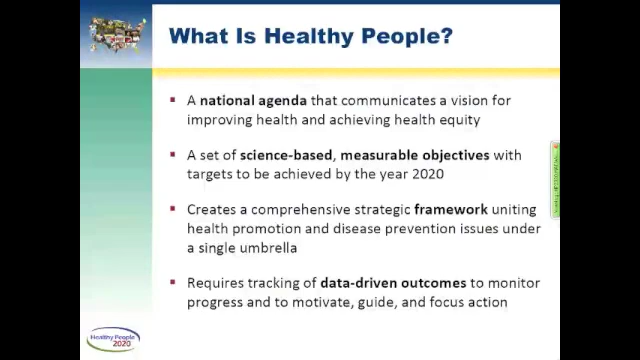 What Is Healthy People?
▪ A national agenda that communicates a vision for
improving health and achieving health equity
▪ A set of science-based, measurable objectives with
targets to be achieved by the year 2020
▪ Creates a comprehensive strategic framework uniting
health promotion and disease prevention issues under
a single umbrella
▪ Requires tracking of data-driven outcomes to monitor
progress and to motivate, guide, and focus action
Healthy People
2020